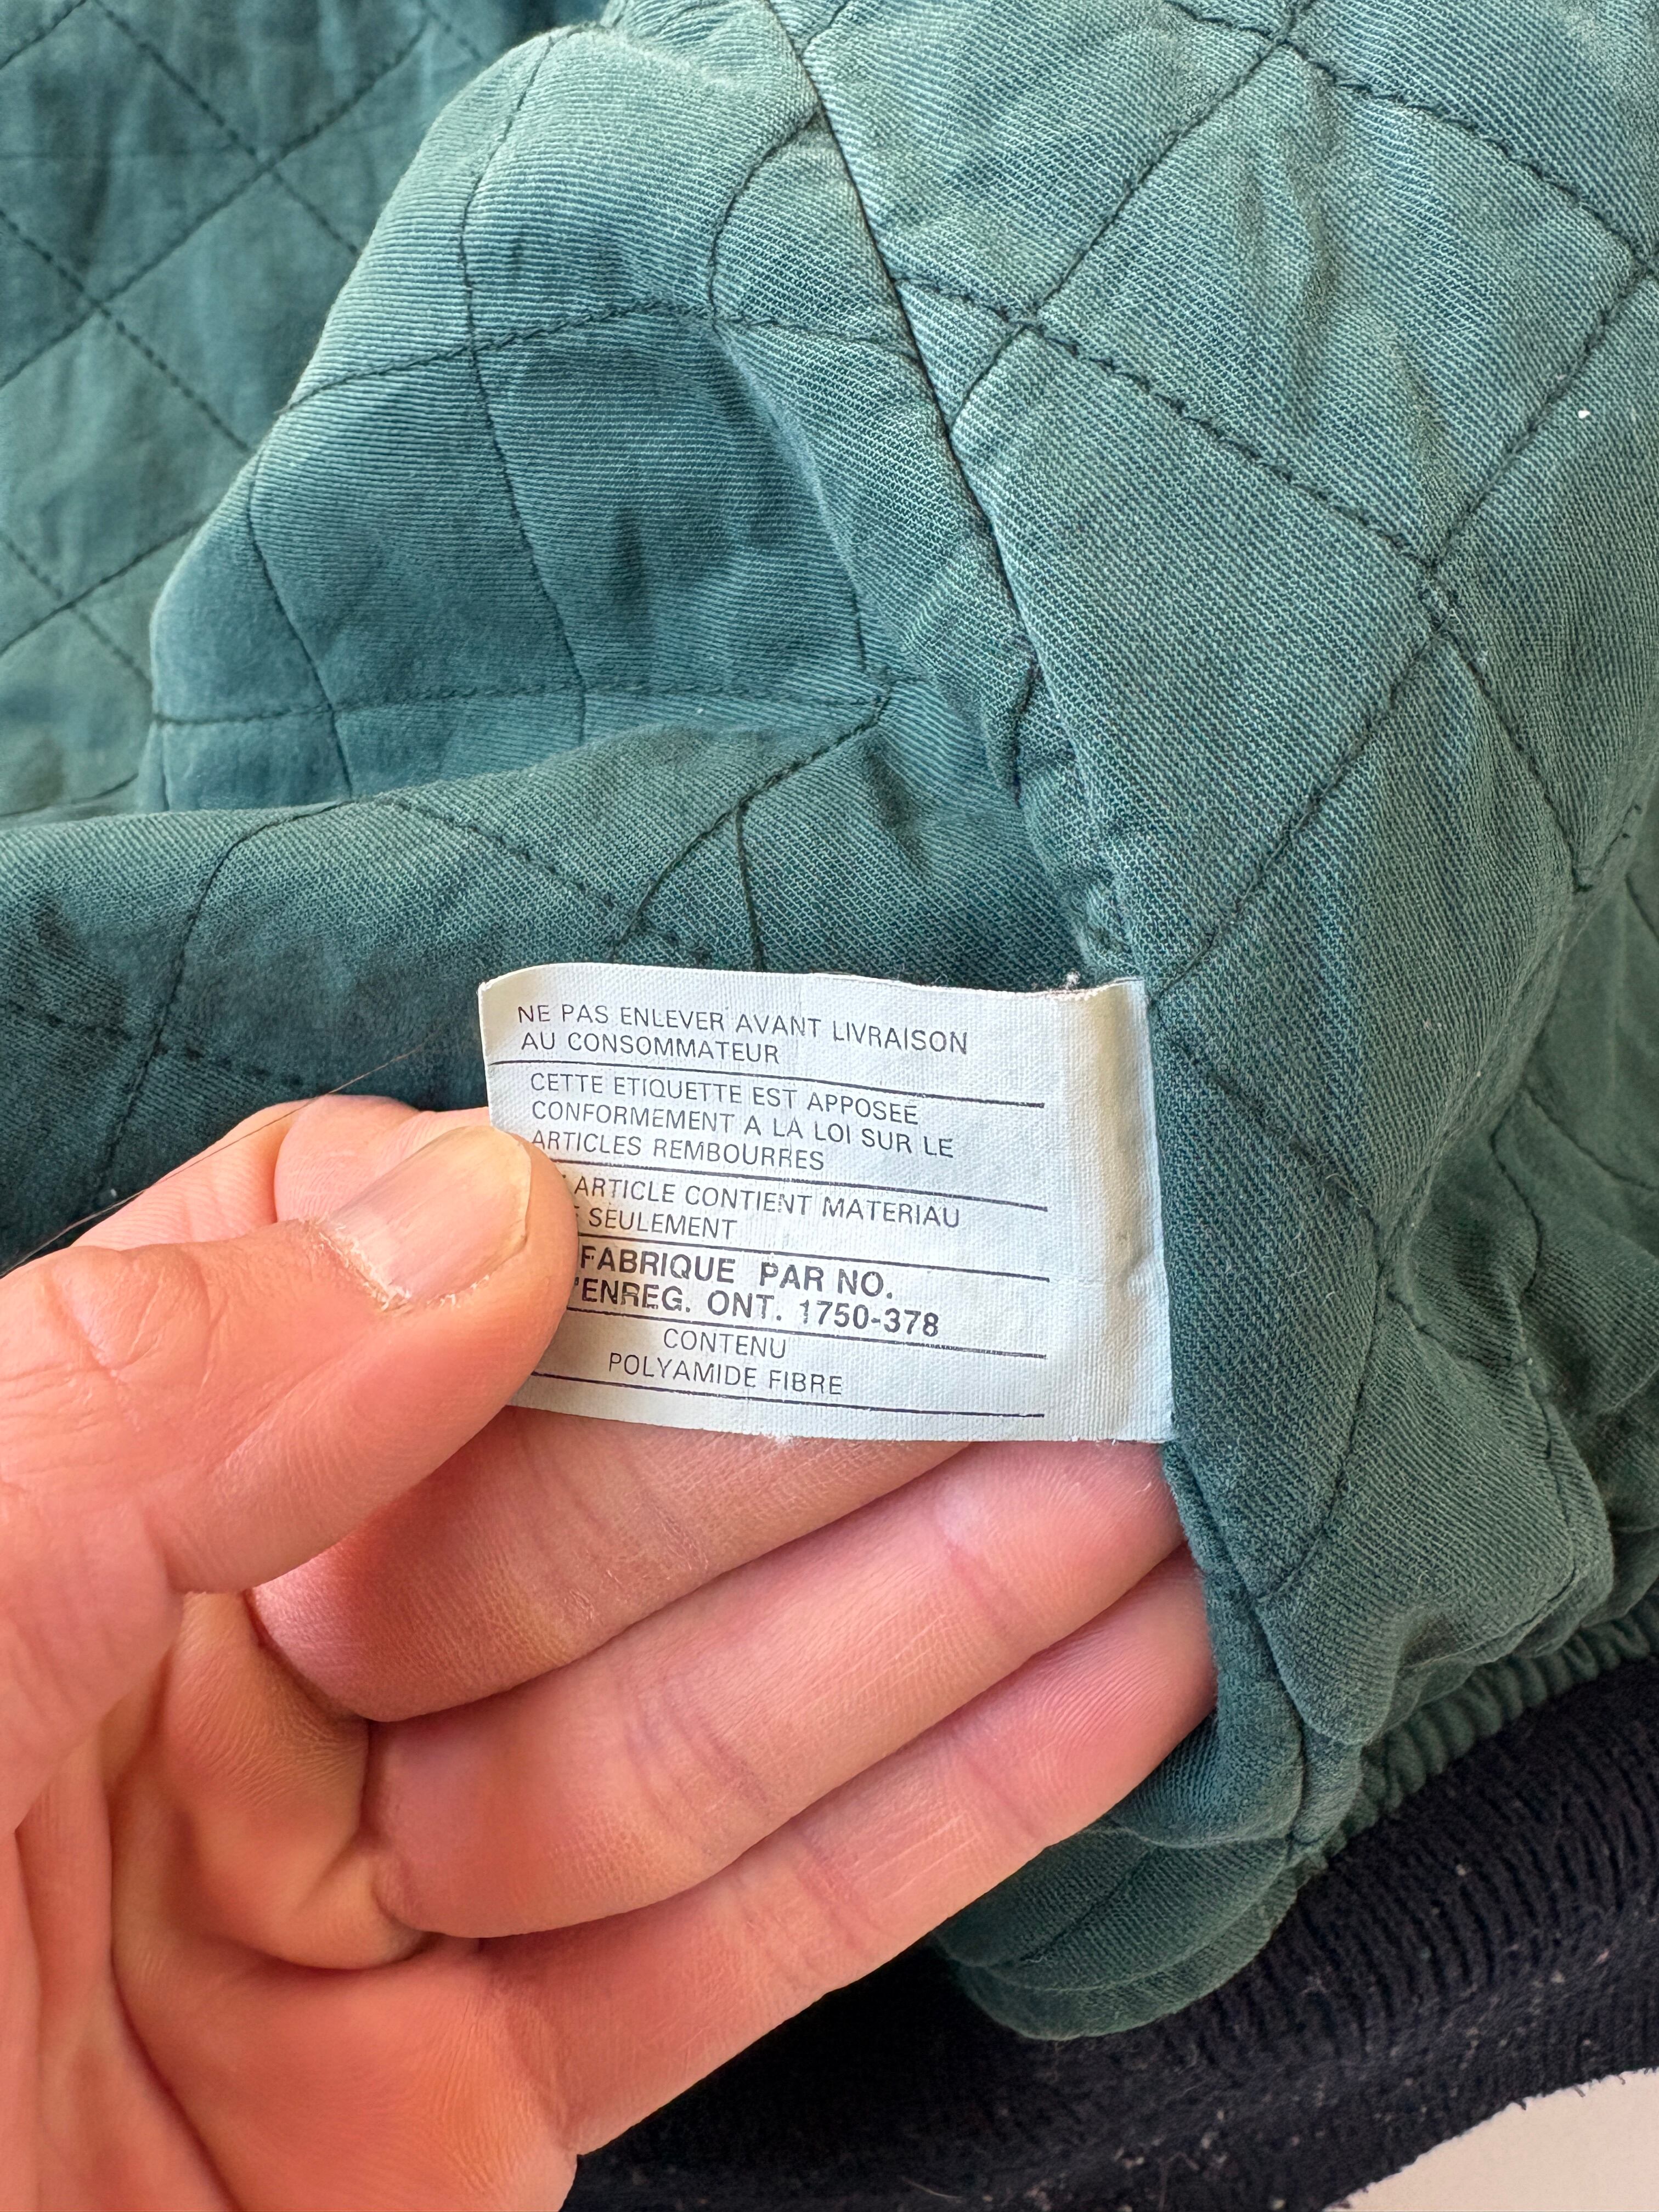 NE PAS ENLEVER AVANT LIVRAISON
AU CONSOMMATEUR
CETTE ETIQUETTE EST APPOSEE
CONFORMEMENT A LA LOI SUR LE
ARTICLES REMBOURRES
ARTICLE CONTIENT MATERIAU
SEULEMENT
FABRIQUE PAR NO.
'ENREG. ONT. 1750-378
CONTENU
POLYAMIDE FIBRE